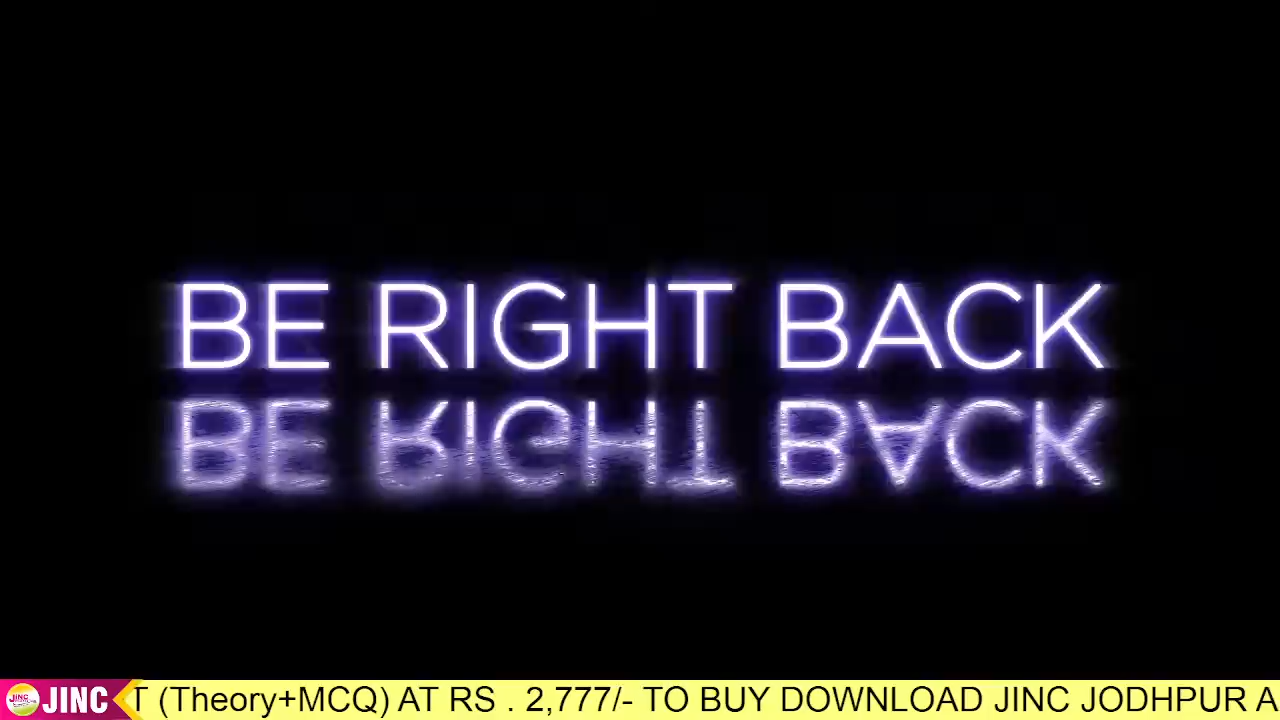 BE RIGHT BACK
JINC T (Theory+MCQ) AT RS . 2,777/- TO BUY DOWNLOAD JINC JODHPUR A